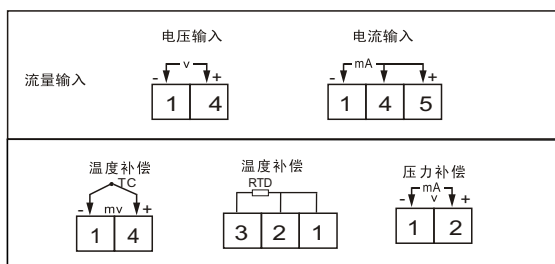 电压输入 电流输入
- v + - mA +
流量输入
1 4 1 4 5
温度补偿 温度补偿 压力补偿
TC RTD mA
- mv + - v +
1 4 3 2 1 1 2